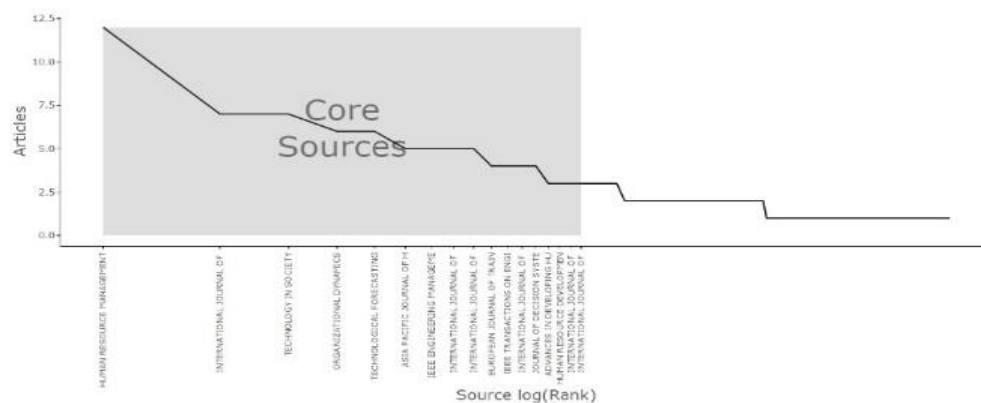 12.5
10.0
7.5
5.0
2.5
0.0
Articles
Core
Sources
HUMAN RESOURCE MANAGEMENT
INTERNATIONAL JOURNAL OF
TECHNOLOGY IN SOCIETY
ORGANIZATIONAL DYNAMICS
TECHNOLOGICAL FORECASTING
ASIA PACIFIC JOURNAL OF H
IEEE ENGINEERING MANAGEME
INTERNATIONAL JOURNAL OF
INTERNATIONAL JOURNAL OF
EUROPEAN JOURNAL OF TRAIN
IEEE TRANSACTIONS ON ENGI
INTERNATIONAL JOURNAL OF
JOURNAL OF DECISION SYSTE
ADVANCES IN DEVELOPING HU
HUMAN RESOURCE DEVELOPMEN
INTERNATIONAL JOURNAL OF
INTERNATIONAL JOURNAL OF
Source log(Rank)